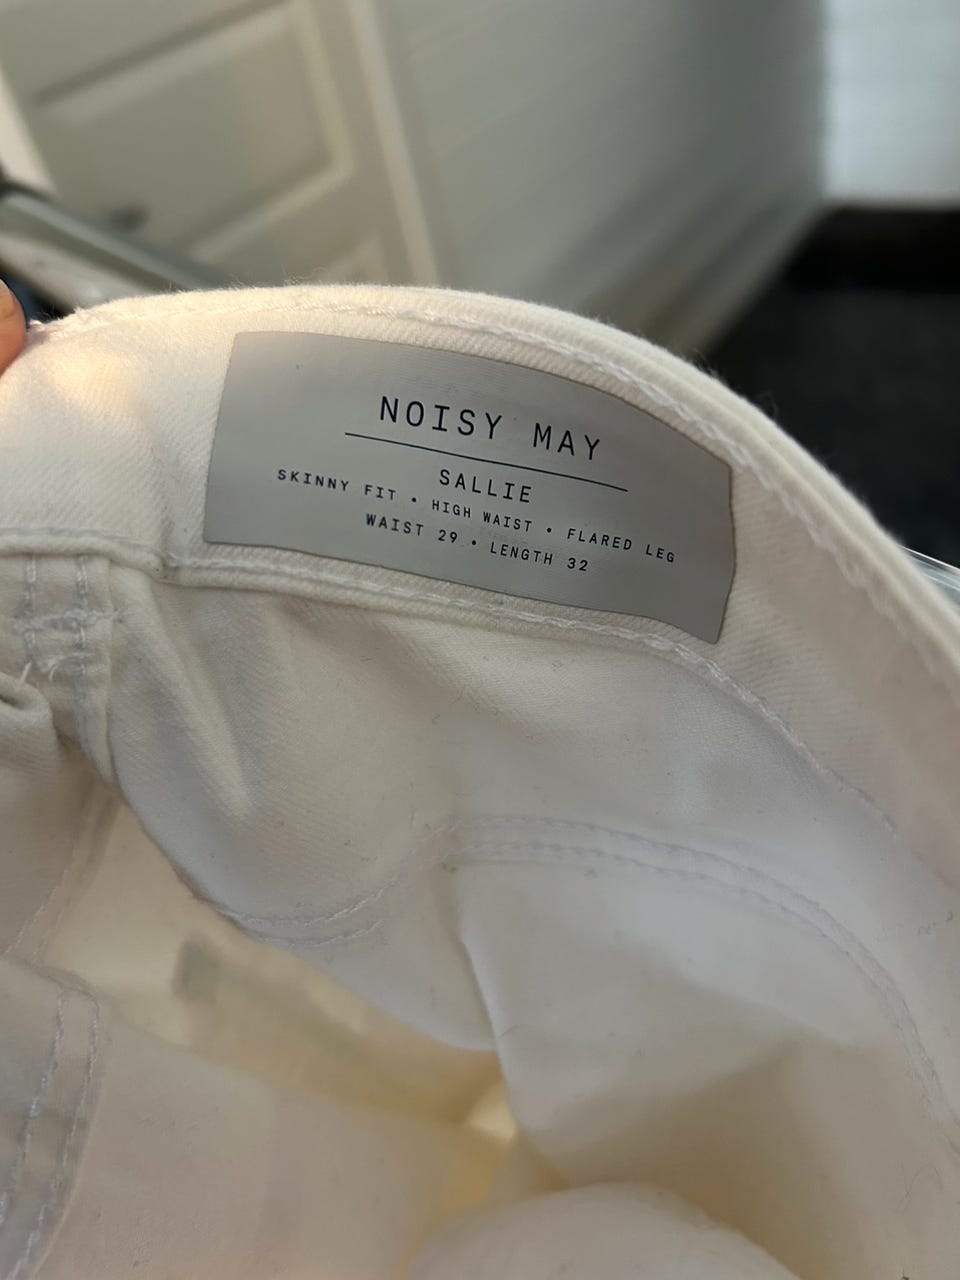 NOISY MAY
SALLIE
SKINNY FIT • HIGH WAIST • FLARED LEG
WAIST 29 • LENGTH 32